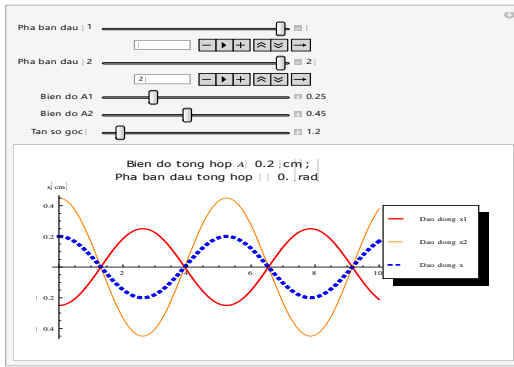 Pha ban dau 1
Pha ban dau 2
2
2
Bien do A1 0.25
Bien do A2 0.45
Tan so goc 1.2
Bien do tong hop A 0.2 cm;
Pha ban dau tong hop 0. rad
x cm
0.4
0.2
0.2
0.4
2 4 6 8 10
Dao dong x1
Dao dong x2
Dao dong x